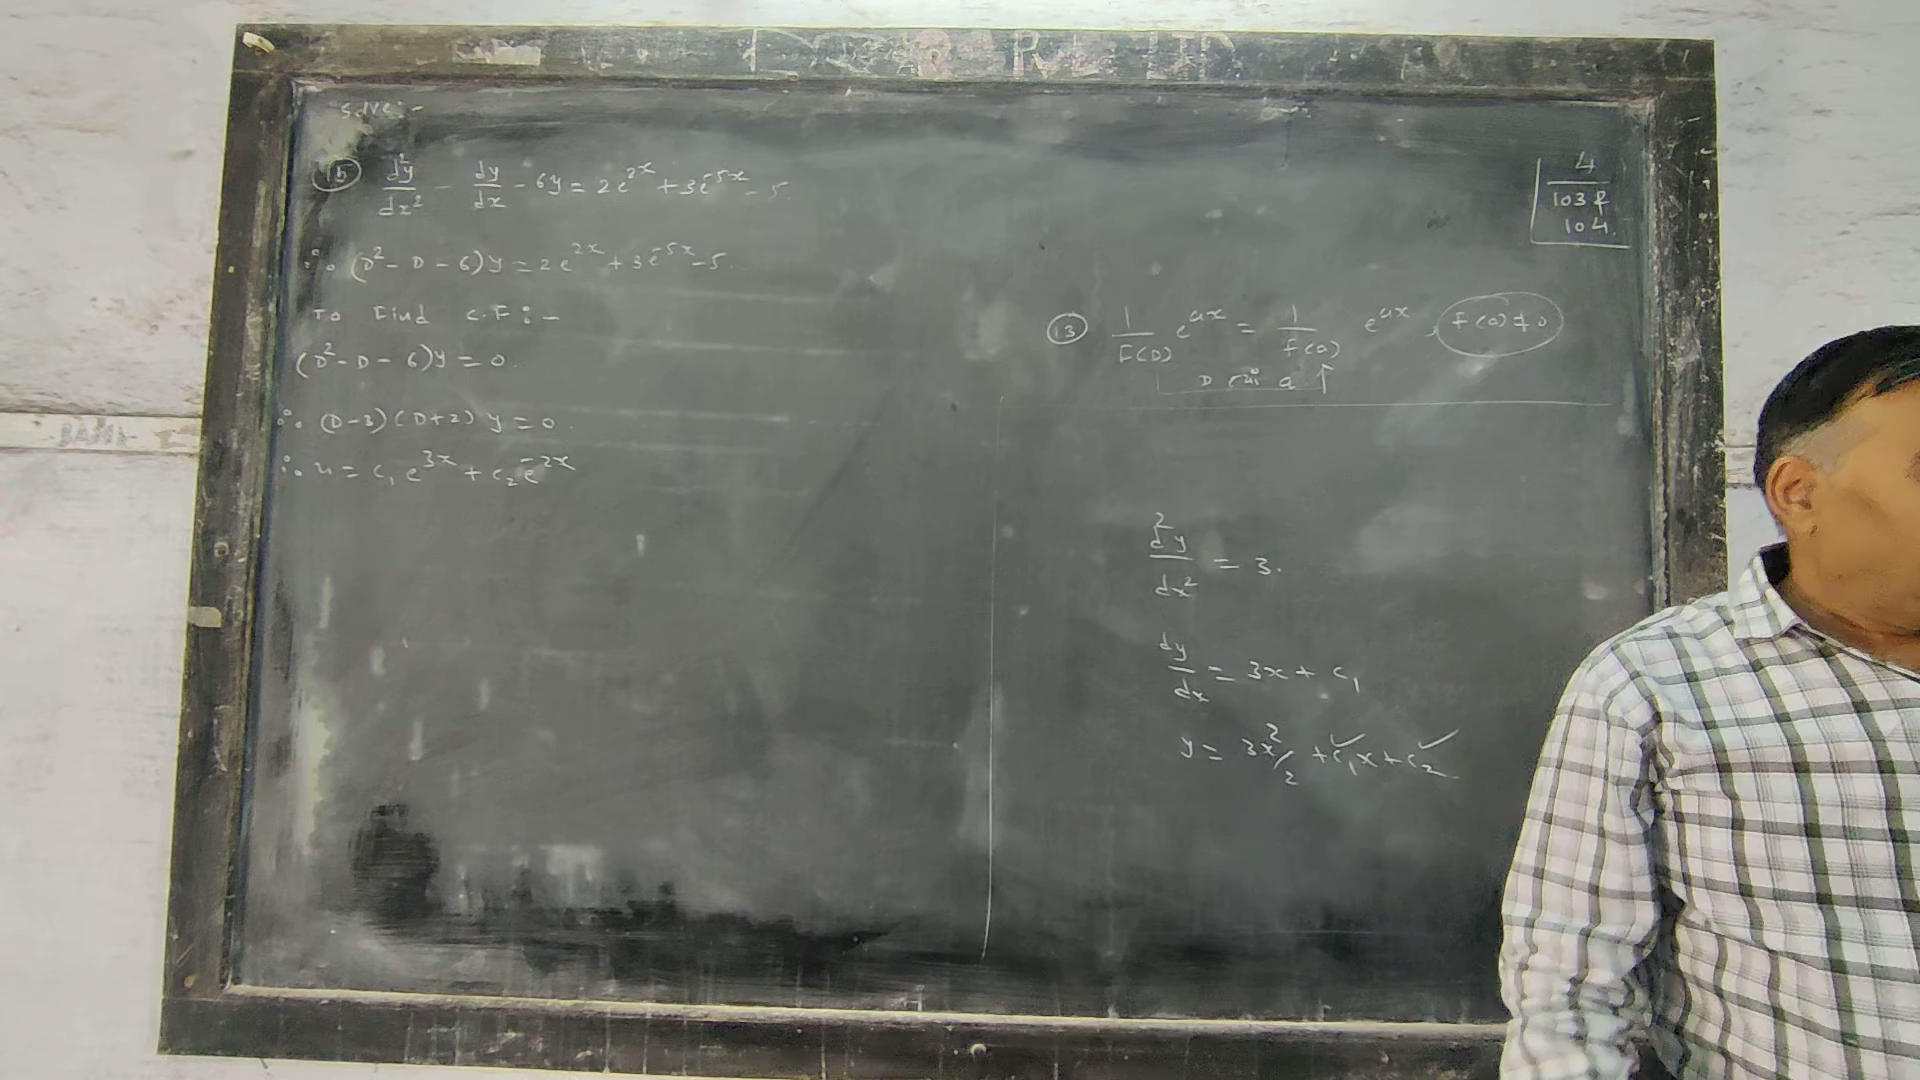 Solve:-
(b) d²y/dx² - dy/dx - 6y = 2e^{2x} + 3e^{-5x} - 5.
∴ (D² - D - 6)y = 2e^{2x} + 3e^{-5x} - 5.
To Find C.F :-
(D² - D - 6)y = 0.
∴ (D-3)(D+2) y = 0.
∴ u = c₁e^{3x} + c₂e^{-2x}
4
104.
(13) 1/F(D) e^{ax} = 1/F(a) e^{ax}, F(a) ≠ 0
d²y/dx² = 3.
dy/dx = 3x + c₁
y = 3x²/2 + c₁x + c₂